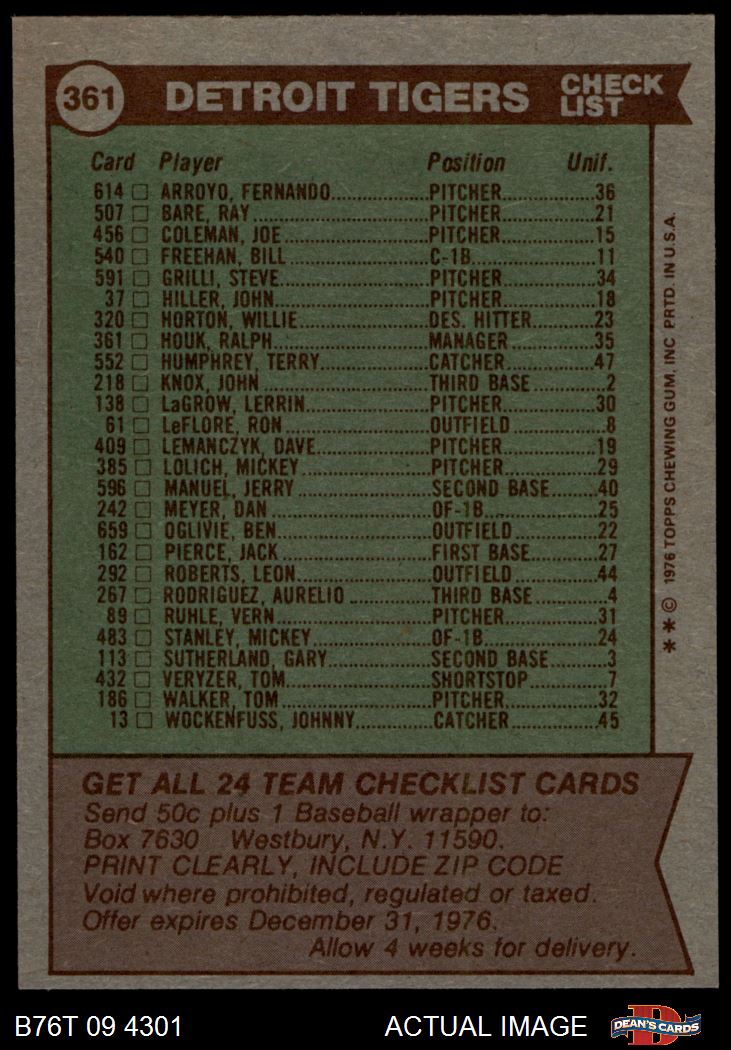 361 DETROIT TIGERS CHECK LIST
Card Player Position Unif.
614 ARROYO, FERNANDO PITCHER 36
507 BARE, RAY PITCHER 21
456 COLEMAN, JOE PITCHER 15
540 FREEHAN, BILL C-1B 11
591 GRILLI, STEVE PITCHER 34
37 HILLER, JOHN PITCHER 18
320 HORTON, WILLIE DES. HITTER 23
361 HOUK, RALPH MANAGER 35
552 HUMPHREY, TERRY CATCHER 47
218 KNOX, JOHN THIRD BASE 2
138 LaGROW, LERRIN PITCHER 30
61 LeFLORE, RON OUTFIELD 8
409 LEMANCZYK, DAVE PITCHER 19
385 LOLICH, MICKEY PITCHER 29
596 MANUEL, JERRY SECOND BASE 40
242 MEYER, DAN OF-1B 25
659 OGLIVIE, BEN OUTFIELD 22
162 PIERCE, JACK FIRST BASE 27
292 ROBERTS, LEON OUTFIELD 44
267 RODRIGUEZ, AURELIO THIRD BASE 4
89 RUHLE, VERN PITCHER 31
483 STANLEY, MICKEY OF-1B 24
113 SUTHERLAND, GARY SECOND BASE 3
432 VERYZER, TOM SHORTSTOP 7
186 WALKER, TOM PITCHER 32
13 WOCKENFUSS, JOHNNY CATCHER 45
**© 1976 TOPPS CHEWING GUM, INC PRTD. IN U.S.A.
GET ALL 24 TEAM CHECKLIST CARDS
Send 50c plus 1 Baseball wrapper to:
Box 7630 Westbury, N.Y. 11590.
PRINT CLEARLY, INCLUDE ZIP CODE
Void where prohibited, regulated or taxed.
Offer expires December 31, 1976.
Allow 4 weeks for delivery.
B76T 09 4301 ACTUAL IMAGE D DEAN'S CARDS